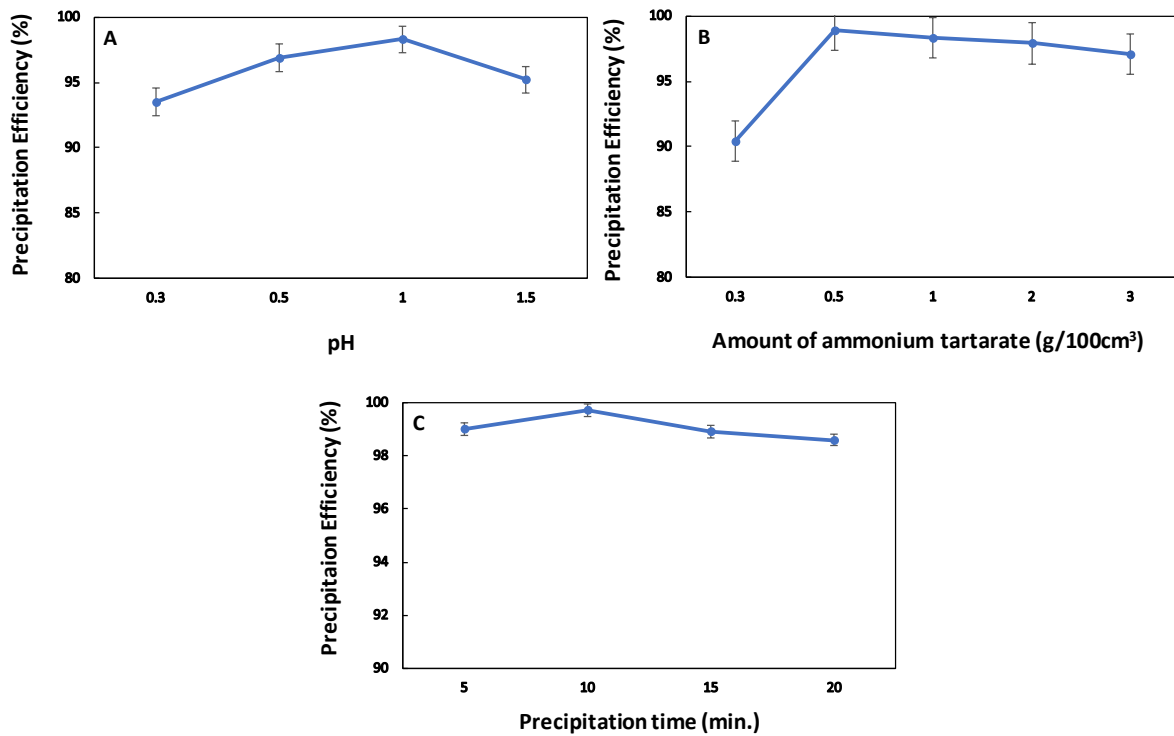 A
Precipitation Efficiency (%)
100
95
90
85
80
0.3 0.5 1 1.5
pH
B
Precipitation Efficiency (%)
100
95
90
85
80
0.3 0.5 1 2 3
Amount of ammonium tartarate (g/100cm³)
C
Precipitaion Efficiency (%)
100
98
96
94
92
90
5 10 15 20
Precipitation time (min.)